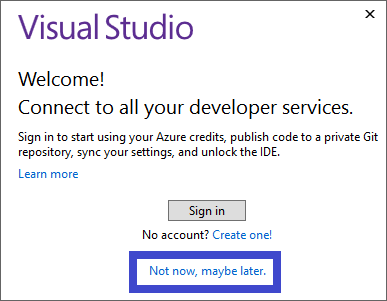 Visual Studio
Welcome!
Connect to all your developer services.
Sign in to start using your Azure credits, publish code to a private Git
repository, sync your settings, and unlock the IDE.
Learn more
Sign in
No account? Create one!
Not now, maybe later.